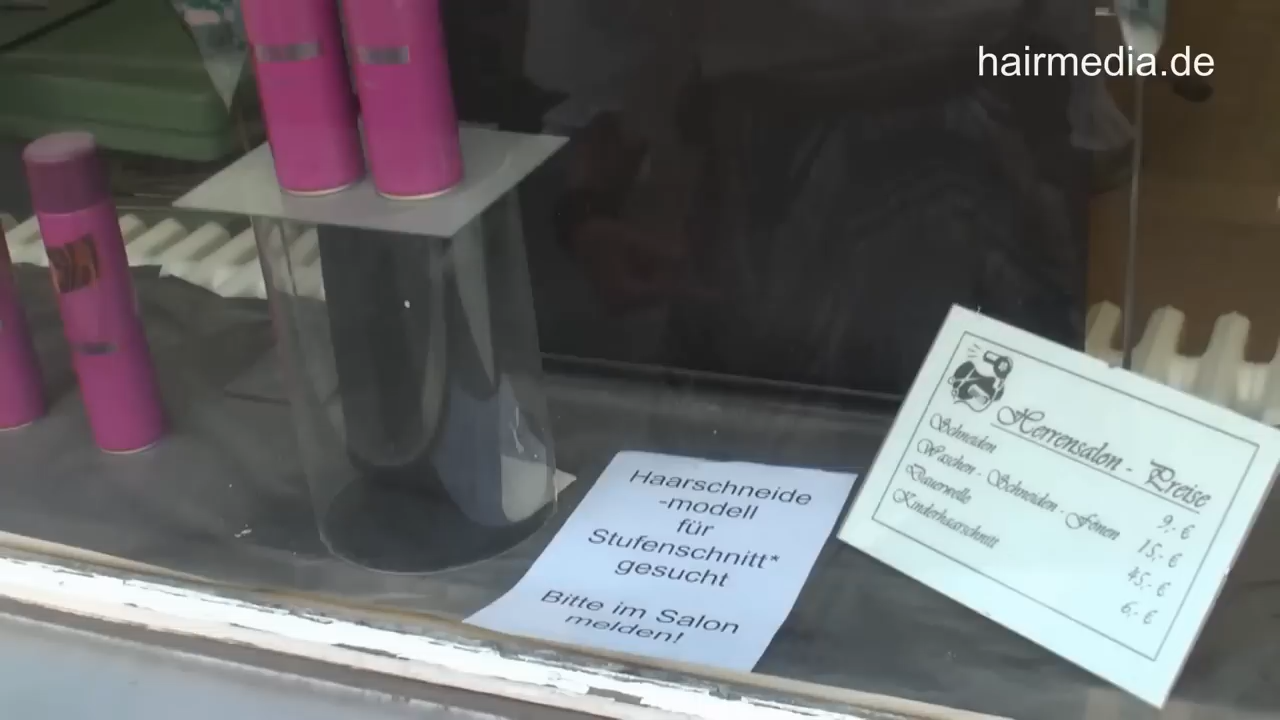 hairmedia.de
Haarschneide
-modell
für
Stufenschnitt*
gesucht
Bitte im Salon
melden!
Herrensalon - Preise
Schneiden 9,- €
Waschen - Schneiden - Fönen 15,- €
Dauerwelle 45,- €
Kinderhaarschnitt 6,- €